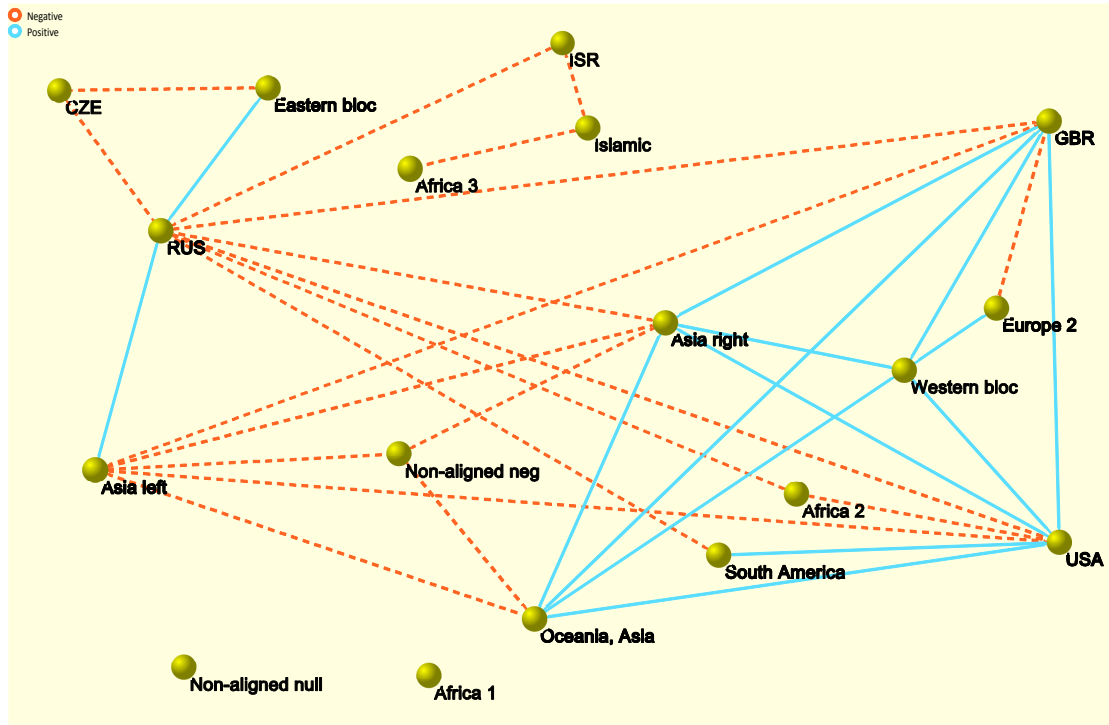 Negative
Positive
ISR
CZE
Eastern bloc
Islamic
GBR
Africa 3
RUS
Europe 2
Asia right
Western bloc
Non-aligned neg
Asia left
Africa 2
USA
South America
Oceania, Asia
Non-aligned null
Africa 1